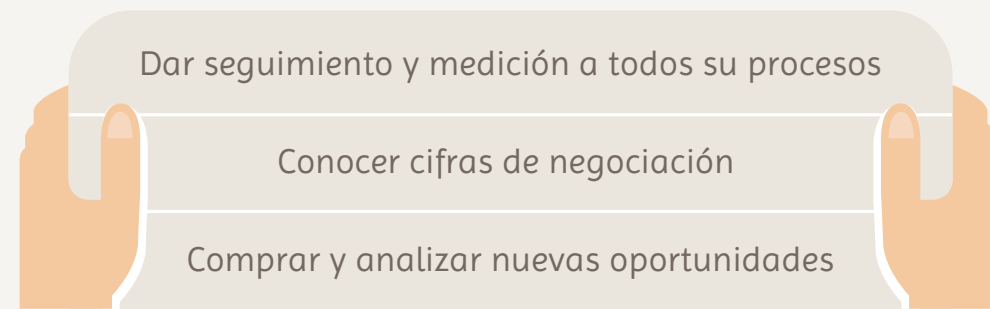 Dar seguimiento y medición a todos su procesos
Conocer cifras de negociación
Comprar y analizar nuevas oportunidades